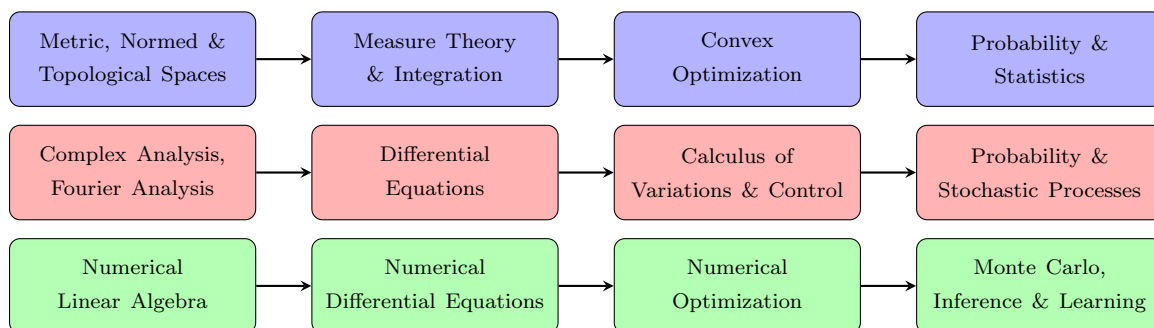 Metric, Normed &
Topological Spaces
Measure Theory
& Integration
Convex
Optimization
Probability &
Statistics
Complex Analysis,
Fourier Analysis
Differential
Equations
Calculus of
Variations & Control
Probability &
Stochastic Processes
Numerical
Linear Algebra
Numerical
Differential Equations
Numerical
Optimization
Monte Carlo,
Inference & Learning